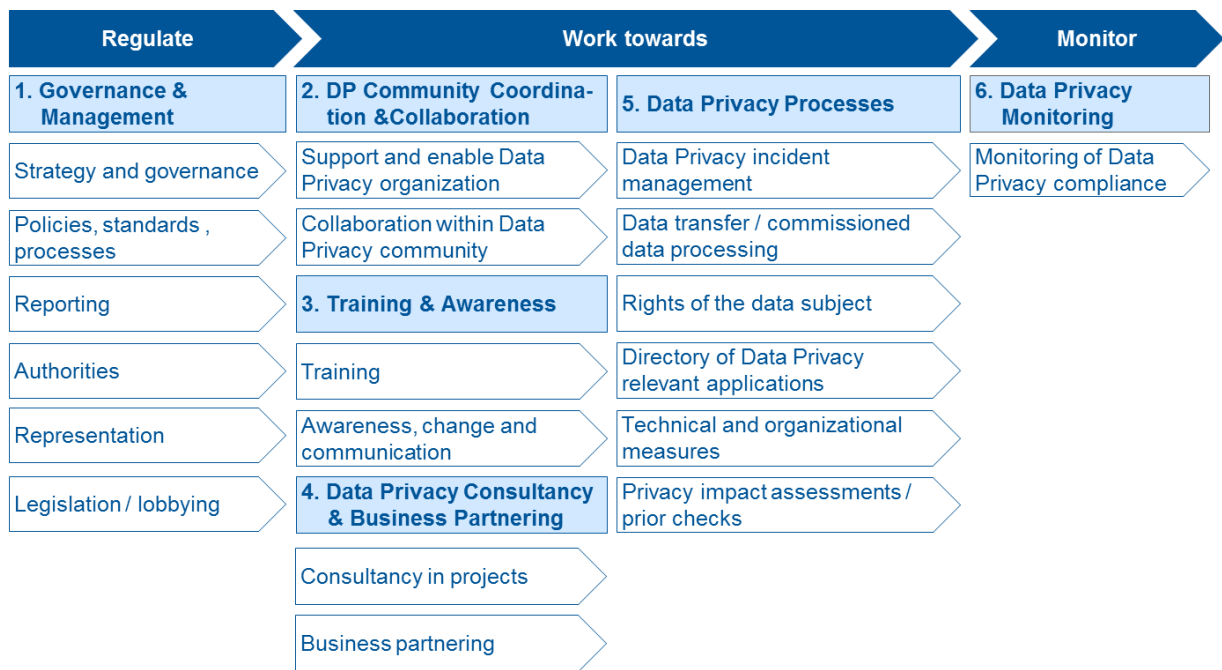 Regulate
Work towards
Monitor
1. Governance &
Management
Strategy and governance
Policies, standards ,
processes
Reporting
Authorities
Representation
Legislation / lobbying
2. DP Community Coordina-
tion &Collaboration
Support and enable Data
Privacy organization
Collaboration within Data
Privacy community
3. Training & Awareness
Training
Awareness, change and
communication
4. Data Privacy Consultancy
& Business Partnering
Consultancy in projects
Business partnering
5. Data Privacy Processes
Data Privacy incident
management
Data transfer / commissioned
data processing
Rights of the data subject
Directory of Data Privacy
relevant applications
Technical and organizational
measures
Privacy impact assessments /
prior checks
6. Data Privacy
Monitoring
Monitoring of Data
Privacy compliance